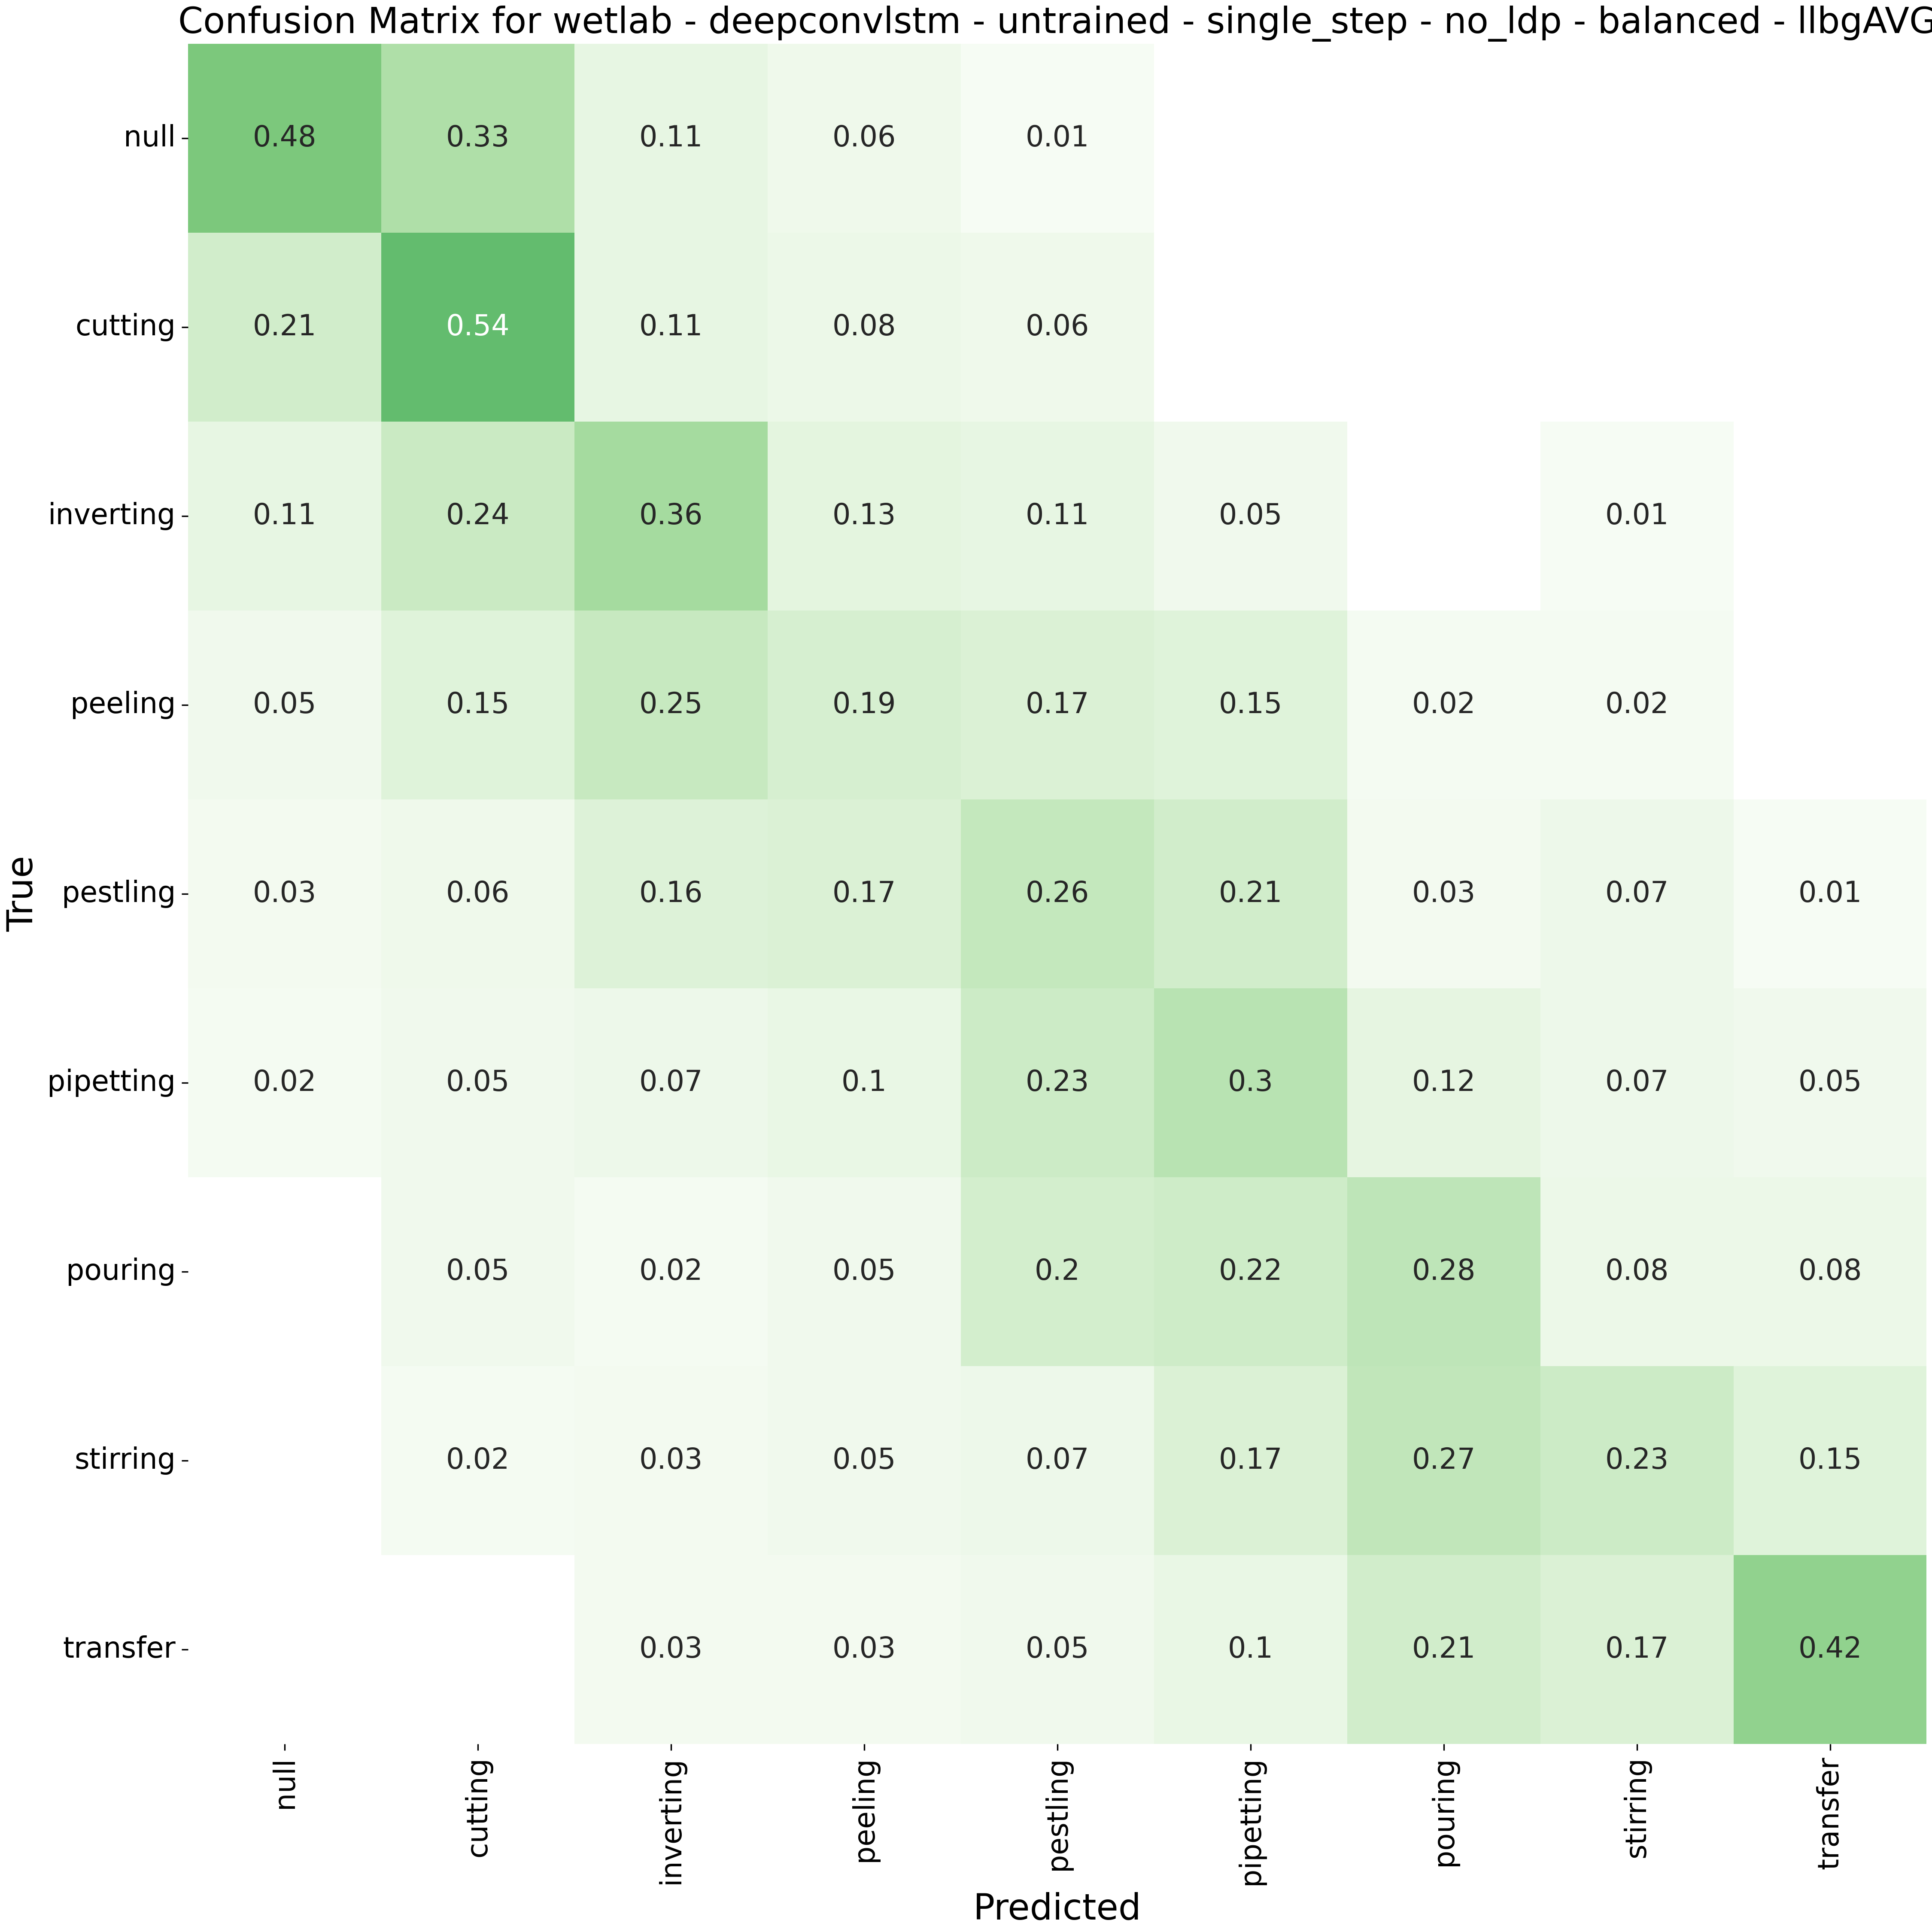 Confusion Matrix for wetlab - deepconvlstm - untrained - single_step - no_ldp - balanced - llbgAVG
null 0.48 0.33 0.11 0.06 0.01
cutting 0.21 0.54 0.11 0.08 0.06
inverting 0.11 0.24 0.36 0.13 0.11 0.05 0.01
peeling 0.05 0.15 0.25 0.19 0.17 0.15 0.02 0.02
pestling 0.03 0.06 0.16 0.17 0.26 0.21 0.03 0.07 0.01
pipetting 0.02 0.05 0.07 0.1 0.23 0.3 0.12 0.07 0.05
pouring 0.05 0.02 0.05 0.2 0.22 0.28 0.08 0.08
stirring 0.02 0.03 0.05 0.07 0.17 0.27 0.23 0.15
transfer 0.03 0.03 0.05 0.1 0.21 0.17 0.42
True
null cutting inverting peeling pestling pipetting pouring stirring transfer
Predicted